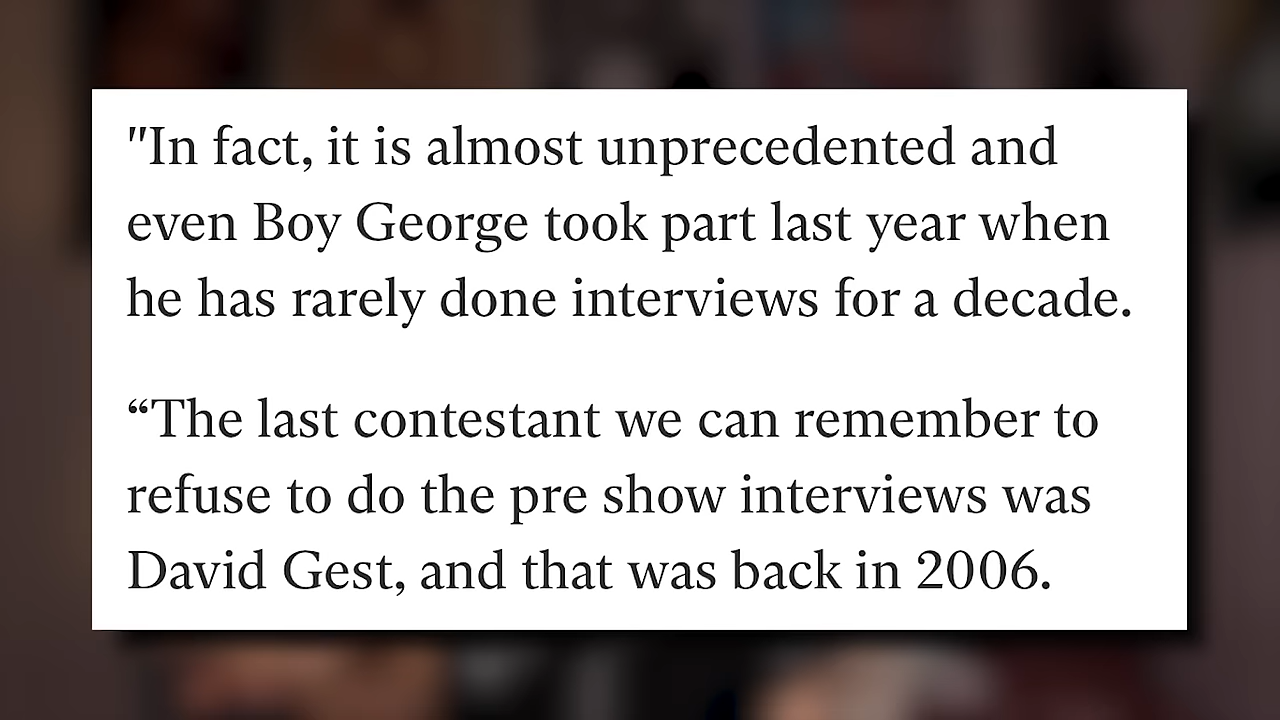 "In fact, it is almost unprecedented and
even Boy George took part last year when
he has rarely done interviews for a decade.
“The last contestant we can remember to
refuse to do the pre show interviews was
David Gest, and that was back in 2006.